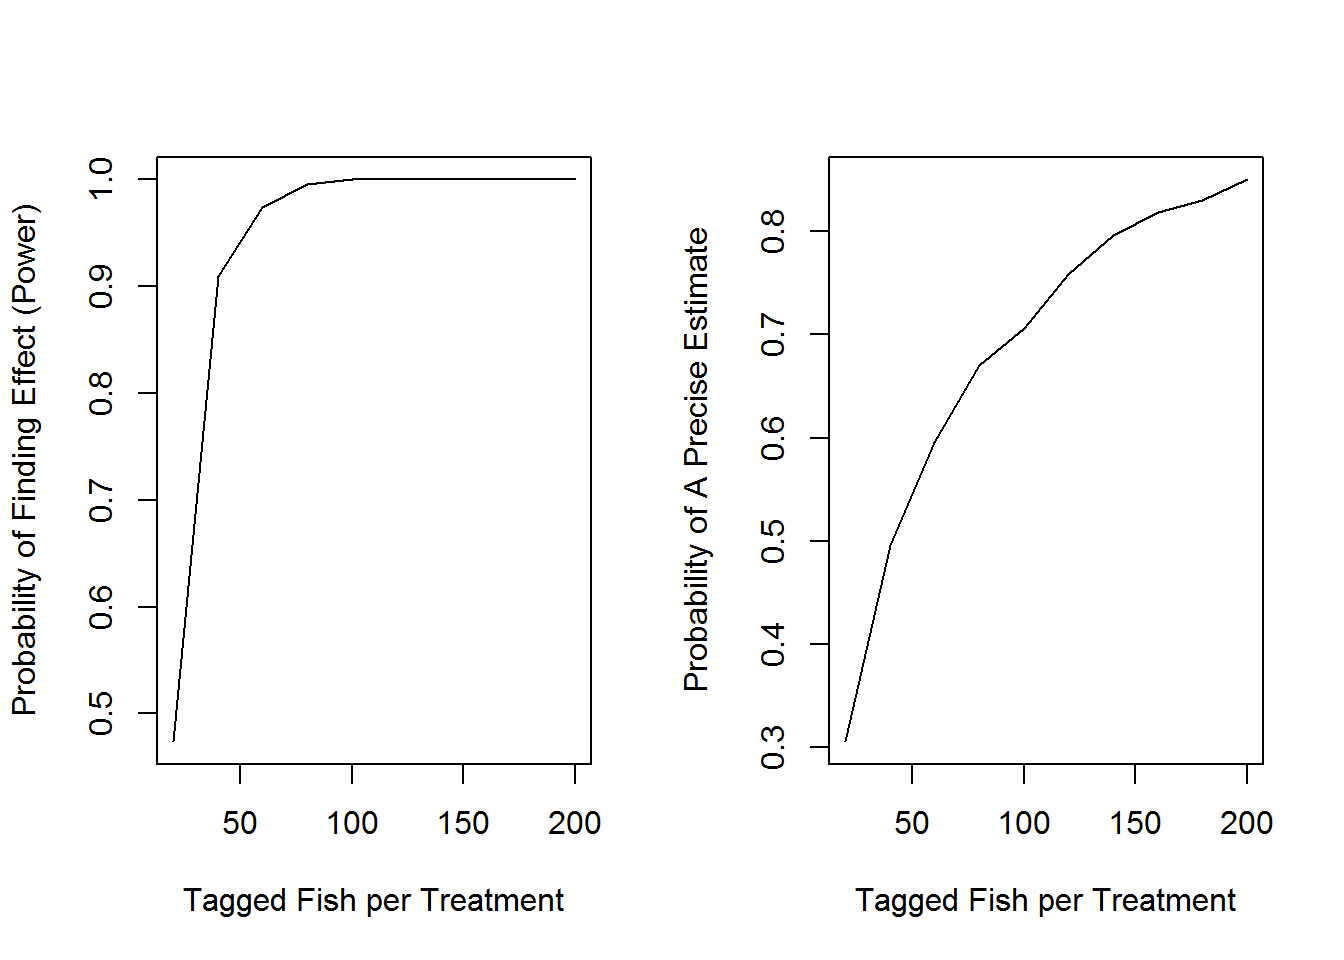 Probability of Finding Effect (Power)
1.0
0.9
0.8
0.7
0.6
0.5
50 100 150 200
Tagged Fish per Treatment
Probability of A Precise Estimate
0.8
0.7
0.6
0.5
0.4
0.3
50 100 150 200
Tagged Fish per Treatment